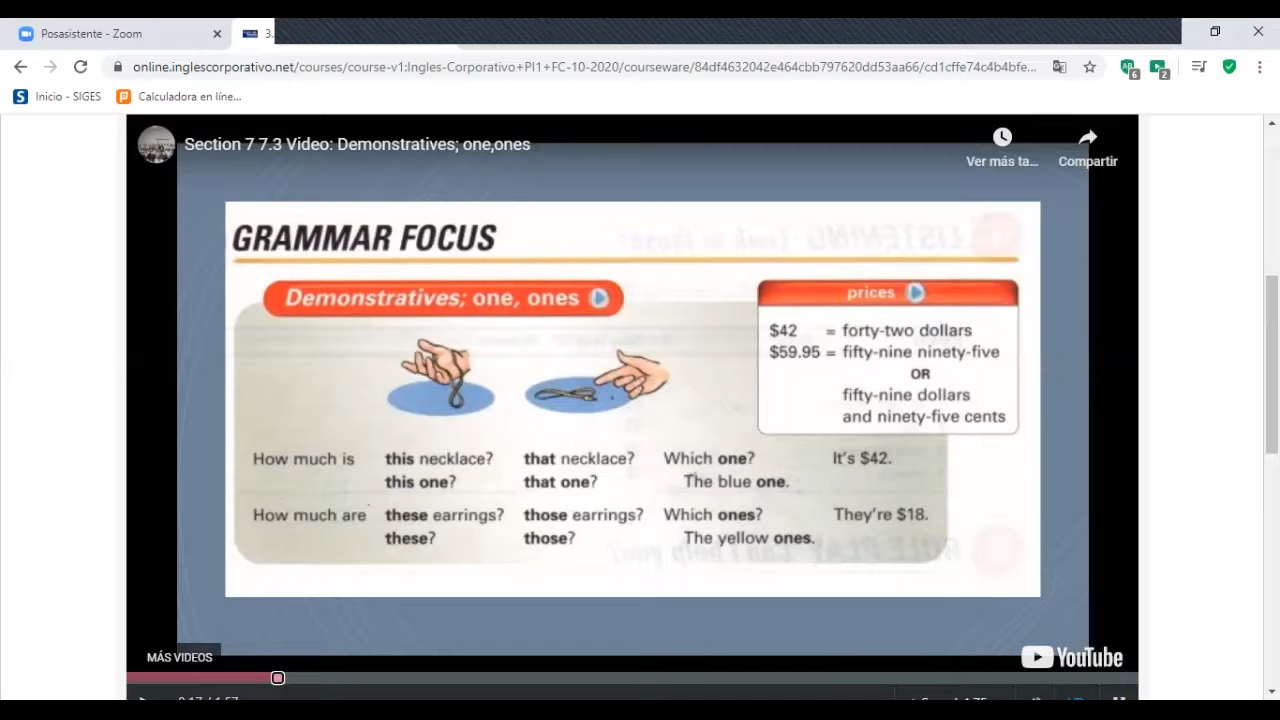 Posasistente - Zoom
3.
online.inglescorporativo.net/courses/course-v1:Ingles-Corporativo+PI1+FC-10-2020/courseware/84df4632042e464cbb797620dd53aa66/cd1cffe74c4b4bfe...
6
2
Inicio - SIGES
Calculadora en líne...
Section 7 7.3 Video: Demonstratives; one,ones
Ver más ta...
Compartir
GRAMMAR FOCUS
Demonstratives; one, ones
prices
$42 = forty-two dollars
$59.95 = fifty-nine ninety-five
OR
fifty-nine dollars
and ninety-five cents
How much is this necklace? that necklace? Which one? It's $42.
this one? that one? The blue one.
How much are these earrings? those earrings? Which ones? They're $18.
these? those? The yellow ones.
MÁS VIDEOS
YouTube